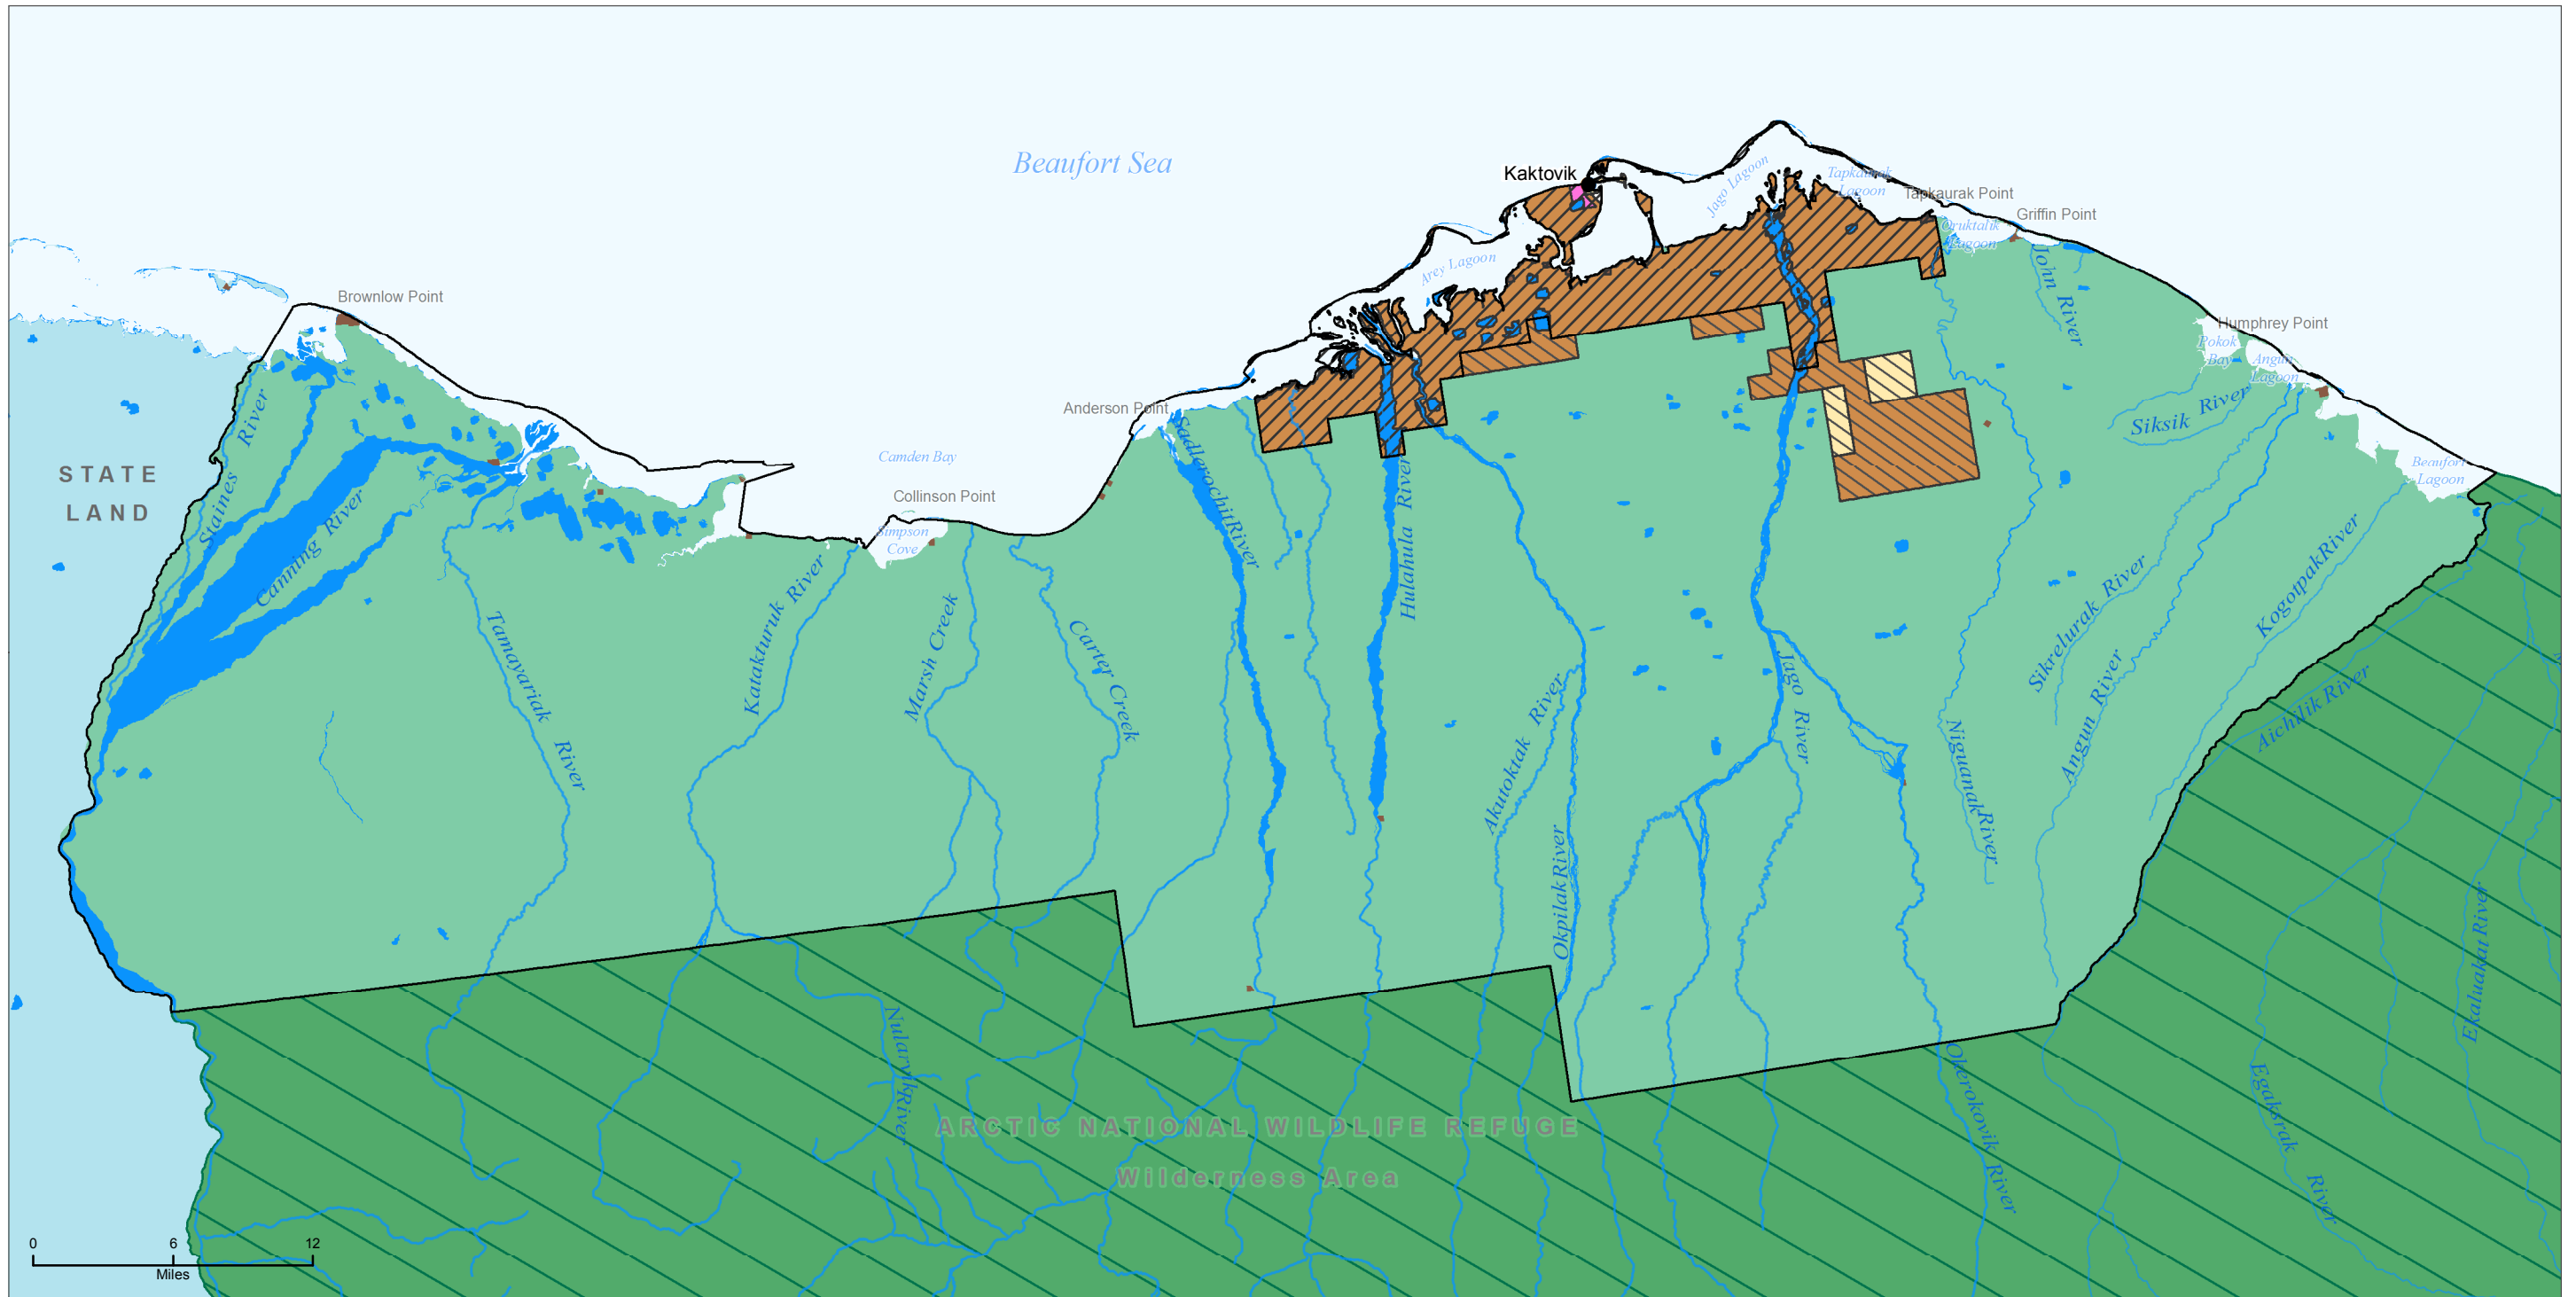 Beaufort Sea
Kaktovik
Jago Lagoon
Tapkaurak
Lagoon
Tapkaurak Point
Griffin Point
Oruktalik
Lagoon
John River
Arey Lagoon
Brownlow Point
Humphrey Point
Pokok
Bay
Angun
Lagoon
Anderson Point
Sadlerochit River
Camden Bay
Collinson Point
Simpson
Cove
STATE
LAND
Staines River
Canning River
Siksik River
Beaufort
Lagoon
Hulahula River
Tamayariak River
Katakturuk River
Marsh Creek
Carter Creek
Sikrelurak River
Kogotpak River
Angun River
Akutoktak River
Jago River
Niguanak River
Aichilik River
Okpilak River
Ekaluakat River
Nularvik River
Okerokovik River
Egaksrak River
ARCTIC NATIONAL WILDLIFE REFUGE
Wilderness Area
0 6 12
Miles